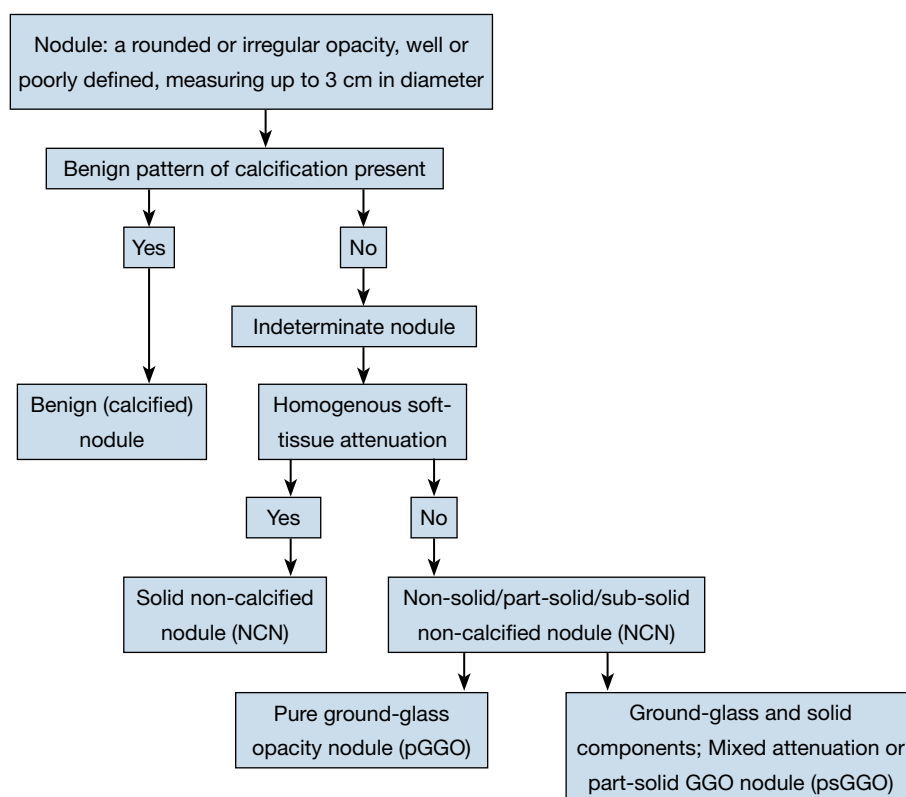 Nodule: a rounded or irregular opacity, well or
poorly defined, measuring up to 3 cm in diameter
Benign pattern of calcification present
Yes
No
Indeterminate nodule
Benign (calcified)
nodule
Homogenous soft-
tissue attenuation
Yes
No
Solid non-calcified
nodule (NCN)
Non-solid/part-solid/sub-solid
non-calcified nodule (NCN)
Pure ground-glass
opacity nodule (pGGO)
Ground-glass and solid
components; Mixed attenuation or
part-solid GGO nodule (psGGO)